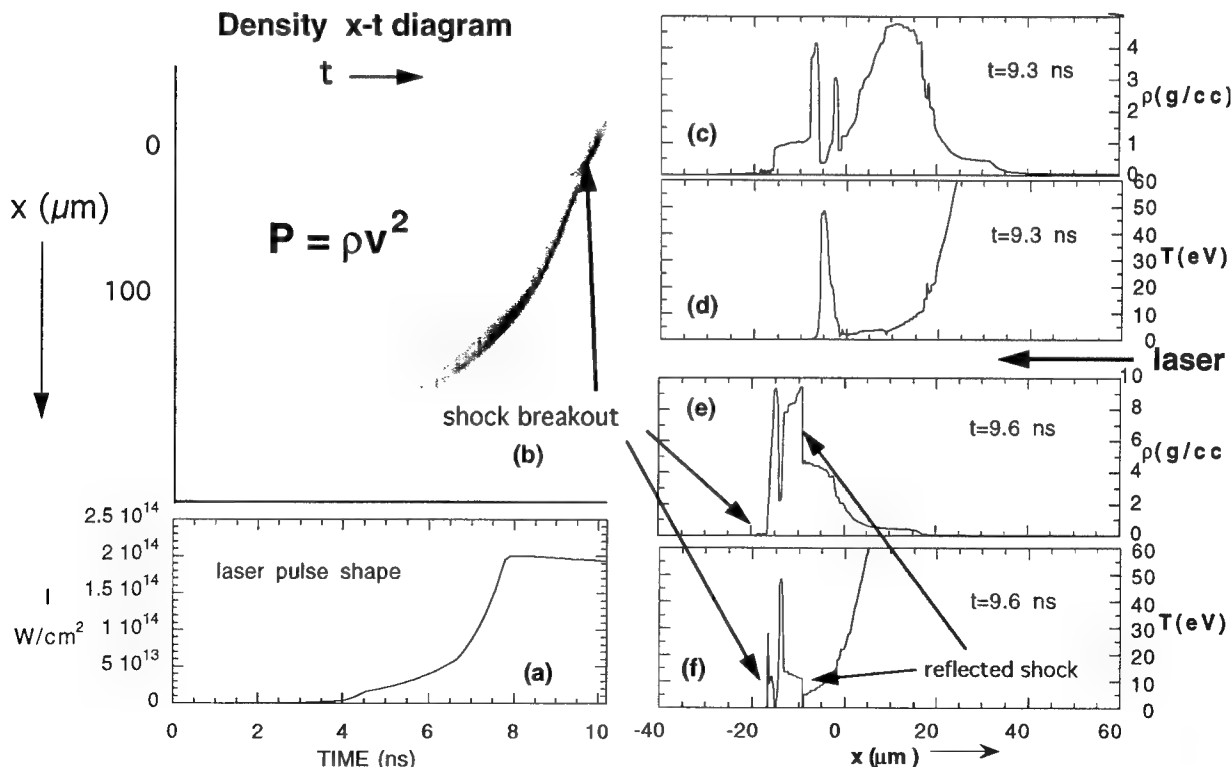 Density x-t diagram
t
0
x (µm)
100
P = ρv²
shock breakout
(b)
2.5 10¹⁴
2 10¹⁴
1.5 10¹⁴
1 10¹⁴
5 10¹³
0
I
W/cm²
laser pulse shape
(a)
0 2 4 6 8 10
TIME (ns)
4
3
2
1
0
t=9.3 ns
ρ(g/cc)
(c)
60
50
40
30
20
10
0
t=9.3 ns
T(eV)
(d)
laser
10
8
6
4
2
0
(e)
t=9.6 ns
ρ(g/cc
60
50
40
30
20
10
0
t=9.6 ns
T(eV)
(f)
reflected shock
-40 -20 0 20 40 60
x (µm)